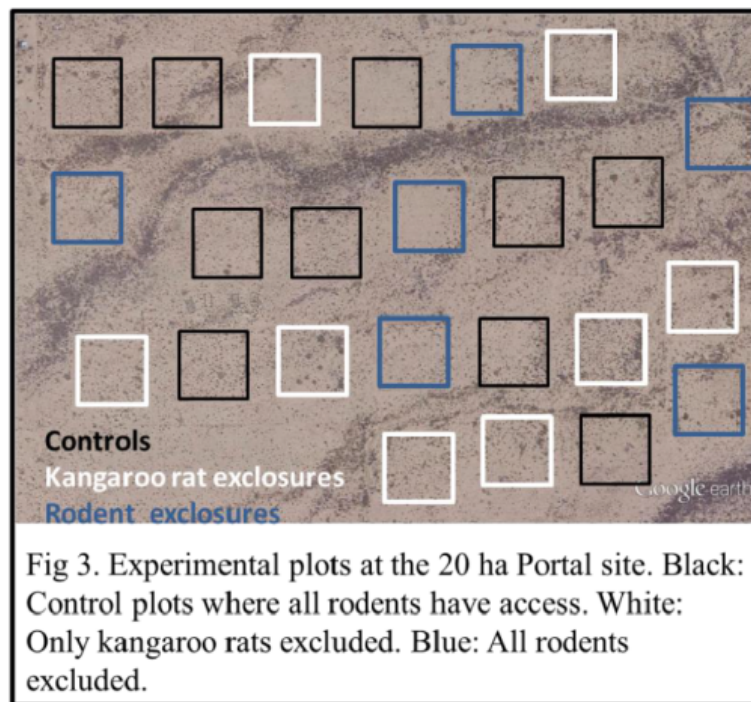 Controls
Kangaroo rat exclosures
Rodent exclosures
Google earth
Fig 3. Experimental plots at the 20 ha Portal site. Black:
Control plots where all rodents have access. White:
Only kangaroo rats excluded. Blue: All rodents
excluded.